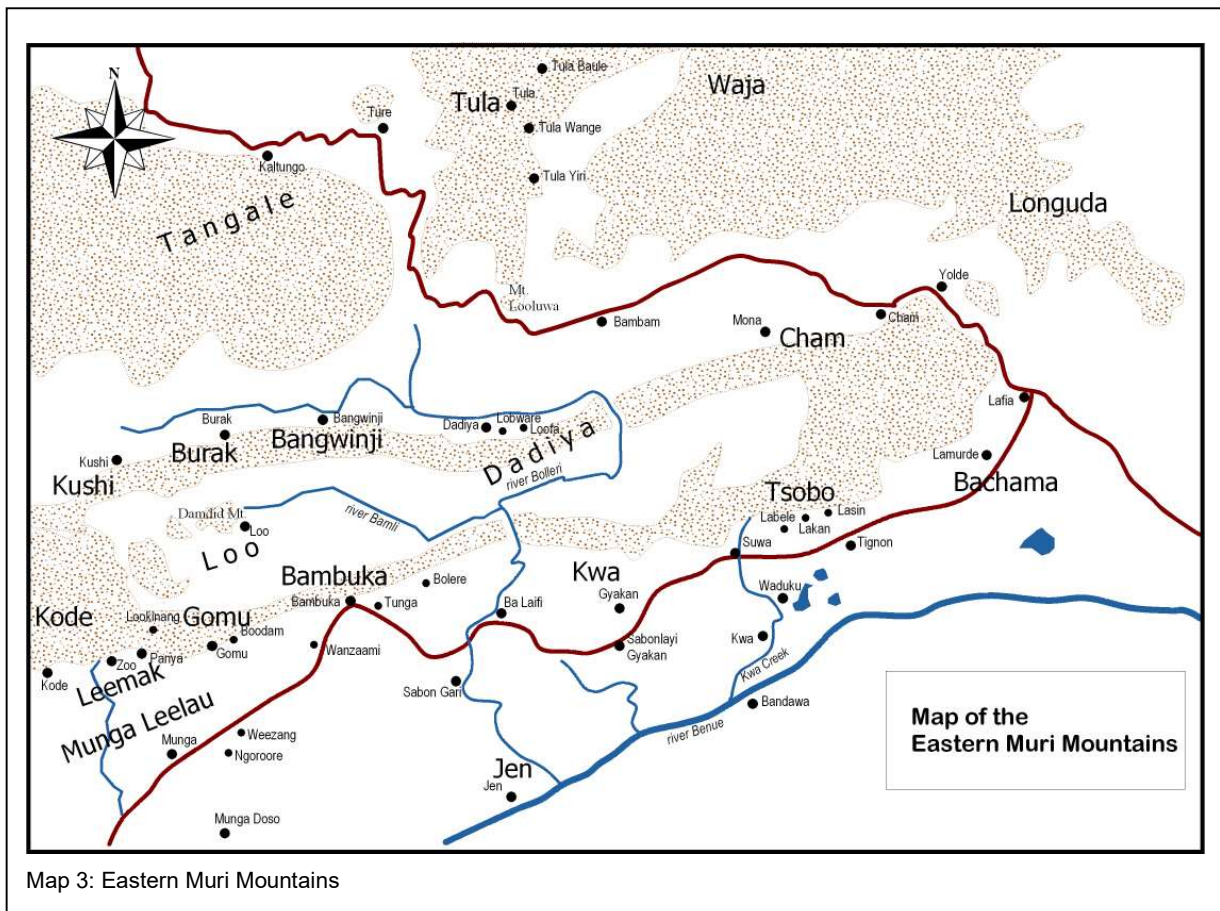 N
Tula Baule
Waja
Tula
Tula
Ture
Tula Wange
Kaltungo
Tula Yiri
Tangale
Longuda
Yolde
Mt.
Looluwa
Bambam
Mona
Cham
Cham
Lafia
Burak
Bangwinji
Dadiya
Lobware
Loofa
Burak
Bangwinji
Dadiya
Kushi
Kushi
Lamurde
Bachama
river Bolleri
Tsobo
Damdid Mt.
river Bamli
Labele
Lasin
Lakan
Loo
Loo
Suwa
Tignon
Bambuka
Bolere
Kwa
Bambuka
Tunga
Gyakan
Waduku
Ba Laifi
Kode
Lookinang
Gomu
Boodam
Pariya
Gomu
Wanzaami
Sabonlayi
Gyakan
Kwa
Zoo
Kode
Leemak
Sabon Gari
Kwa Creek
Bandawa
Munga Leelau
river Benue
Weezang
Munga
Ngoroore
Jen
Jen
Munga Doso
Map of the
Eastern Muri Mountains
Map 3: Eastern Muri Mountains